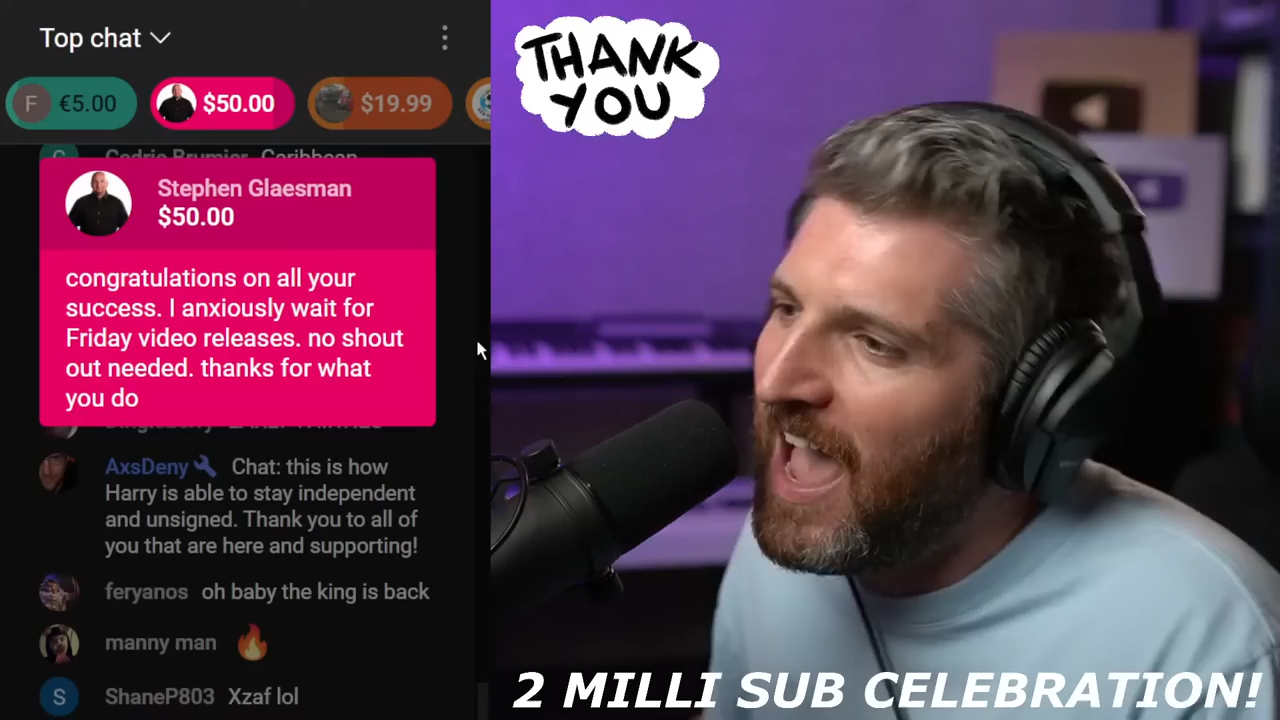 Top chat
F €5.00 $50.00 $19.99
Cedric Brumier Caribbean
Stephen Glaesman
$50.00
congratulations on all your
success. I anxiously wait for
Friday video releases. no shout
out needed. thanks for what
you do
AxsDeny Chat: this is how
Harry is able to stay independent
and unsigned. Thank you to all of
you that are here and supporting!
feryanos oh baby the king is back
manny man
S ShaneP803 Xzaf lol
THANK
YOU
2 MILLI SUB CELEBRATION!